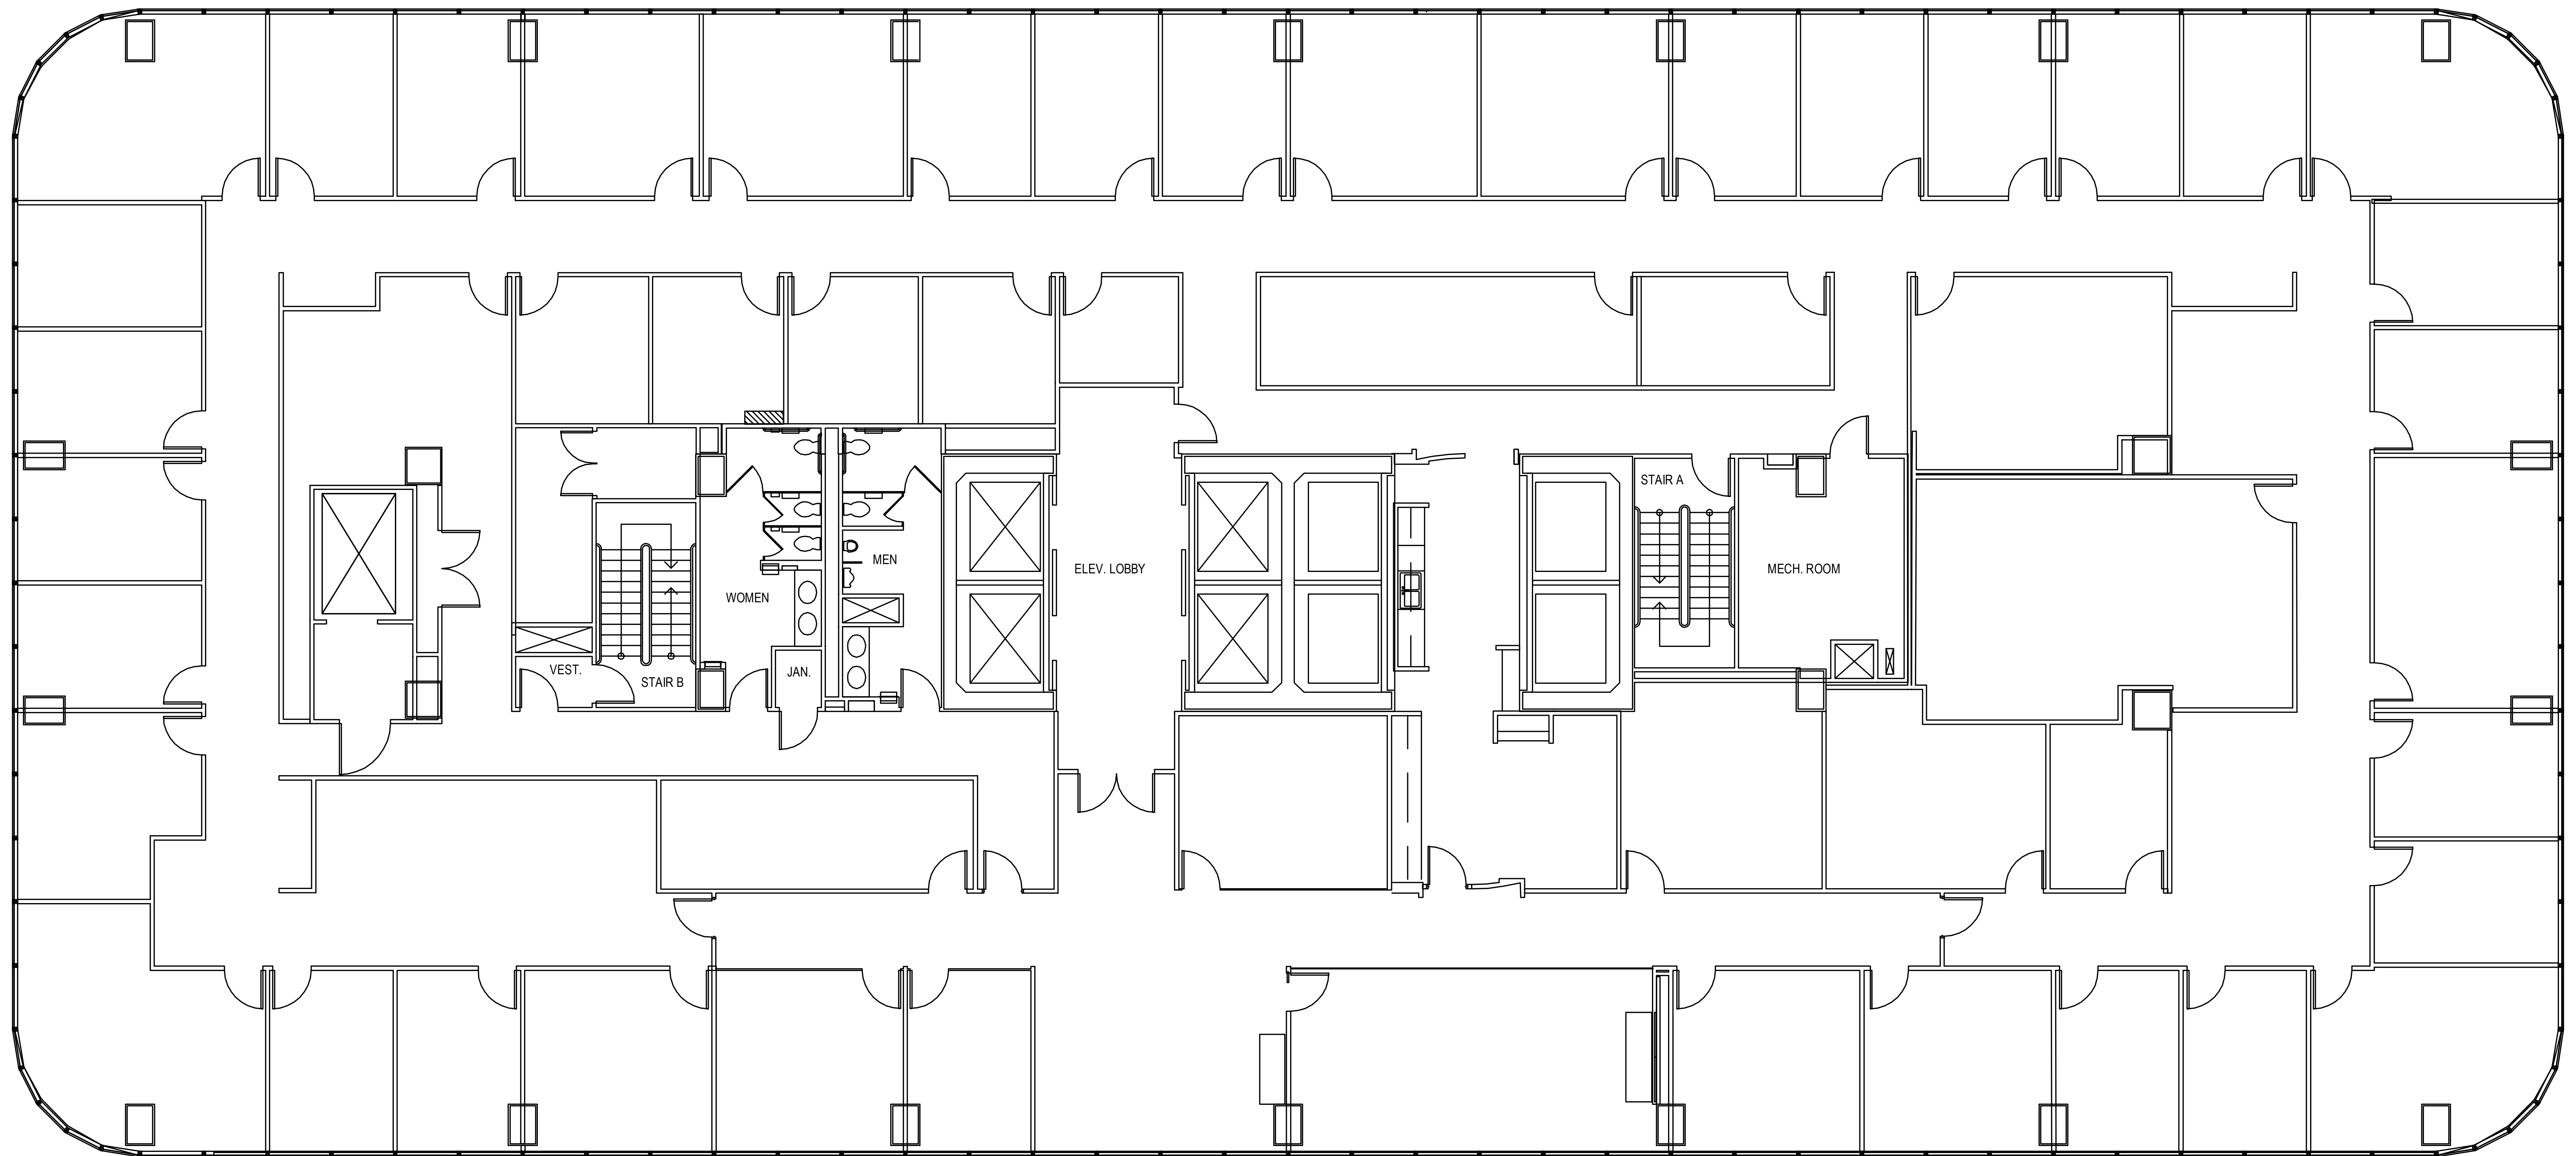 STAIR A
MEN
ELEV. LOBBY
MECH. ROOM
WOMEN
VEST.
STAIR B
JAN.